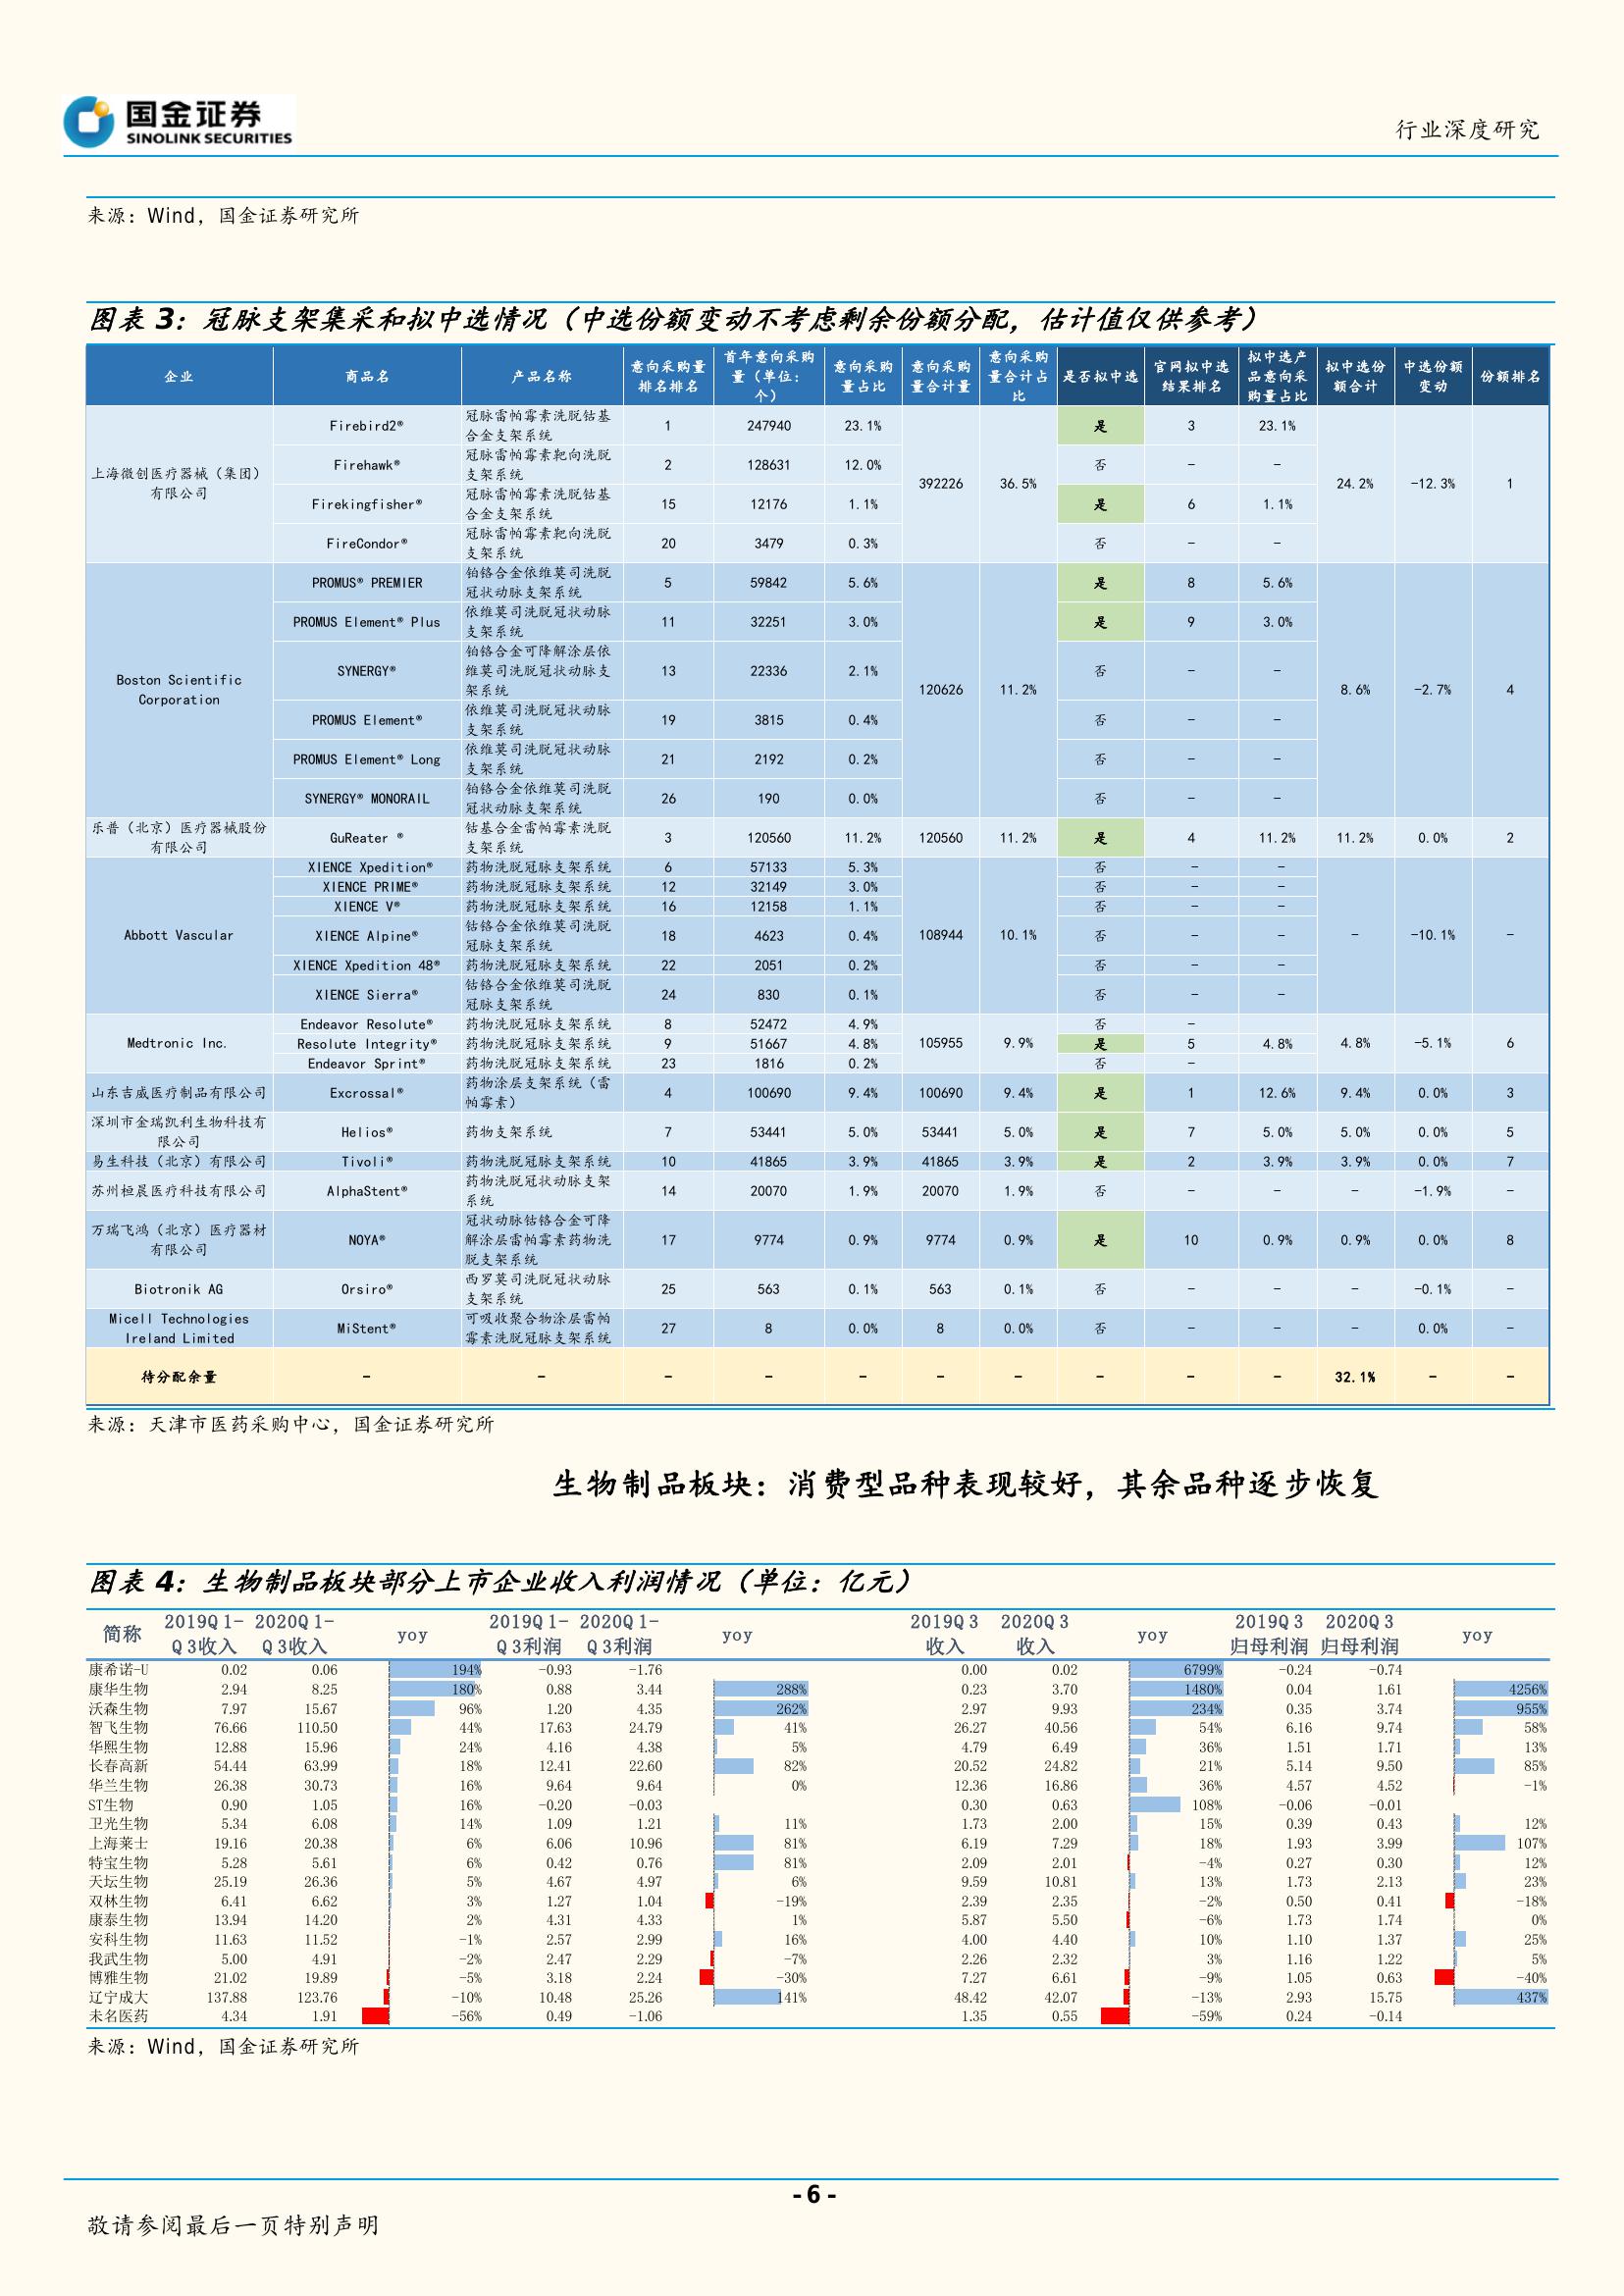 国金证券
SINOLINK SECURITIES
行业深度研究
来源：Wind，国金证券研究所
图表 3：冠脉支架集采和拟中选情况（中选份额变动不考虑剩余份额分配，估计值仅供参考）
企业 商品名 产品名称 意向采购量排名排名 首年意向采购量（单位：个） 意向采购量占比 意向采购量合计量 意向采购量合计占比 是否拟中选 官网拟中选结果排名 拟中选产品意向采购量占比 拟中选份额合计 中选份额变动 份额排名
上海微创医疗器械（集团）有限公司 Firebird2® 冠脉雷帕霉素洗脱钴基合金支架系统 1 247940 23.1% 392226 36.5% 是 3 23.1% 24.2% -12.3% 1
Firehawk® 冠脉雷帕霉素靶向洗脱支架系统 2 128631 12.0% 否 - -
Firekingfisher® 冠脉雷帕霉素洗脱钴基合金支架系统 15 12176 1.1% 是 6 1.1%
FireCondor® 冠脉雷帕霉素靶向洗脱支架系统 20 3479 0.3% 否 - -
Boston Scientific Corporation PROMUS® PREMIER 铂铬合金依维莫司洗脱冠状动脉支架系统 5 59842 5.6% 120626 11.2% 是 8 5.6% 8.6% -2.7% 4
PROMUS Element® Plus 依维莫司洗脱冠状动脉支架系统 11 32251 3.0% 是 9 3.0%
SYNERGY® 铂铬合金可降解涂层依维莫司洗脱冠状动脉支架系统 13 22336 2.1% 否 - -
PROMUS Element® 依维莫司洗脱冠状动脉支架系统 19 3815 0.4% 否 - -
PROMUS Element® Long 依维莫司洗脱冠状动脉支架系统 21 2192 0.2% 否 - -
SYNERGY® MONORAIL 铂铬合金依维莫司洗脱冠状动脉支架系统 26 190 0.0% 否 - -
乐普（北京）医疗器械股份有限公司 GuReater ® 钴基合金雷帕霉素洗脱支架系统 3 120560 11.2% 120560 11.2% 是 4 11.2% 11.2% 0.0% 2
Abbott Vascular XIENCE Xpedition® 药物洗脱冠脉支架系统 6 57133 5.3% 108944 10.1% 否 - - - -10.1% -
XIENCE PRIME® 药物洗脱冠脉支架系统 12 32149 3.0% 否 - -
XIENCE V® 药物洗脱冠脉支架系统 16 12158 1.1% 否 - -
XIENCE Alpine® 钴铬合金依维莫司洗脱冠脉支架系统 18 4623 0.4% 否 - -
XIENCE Xpedition 48® 药物洗脱冠脉支架系统 22 2051 0.2% 否 - -
XIENCE Sierra® 钴铬合金依维莫司洗脱冠脉支架系统 24 830 0.1% 否 - -
Medtronic Inc. Endeavor Resolute® 药物洗脱冠脉支架系统 8 52472 4.9% 105955 9.9% 否 - 4.8% -5.1% 6
Resolute Integrity® 药物洗脱冠脉支架系统 9 51667 4.8% 是 5 4.8%
Endeavor Sprint® 药物洗脱冠脉支架系统 23 1816 0.2% 否 -
山东吉威医疗制品有限公司 Excrossal® 药物涂层支架系统（雷帕霉素） 4 100690 9.4% 100690 9.4% 是 1 12.6% 9.4% 0.0% 3
深圳市金瑞凯利生物科技有限公司 Helios® 药物支架系统 7 53441 5.0% 53441 5.0% 是 7 5.0% 5.0% 0.0% 5
易生科技（北京）有限公司 Tivoli® 药物洗脱冠脉支架系统 10 41865 3.9% 41865 3.9% 是 2 3.9% 3.9% 0.0% 7
苏州桓晨医疗科技有限公司 AlphaStent® 药物洗脱冠状动脉支架系统 14 20070 1.9% 20070 1.9% 否 - - - -1.9% -
万瑞飞鸿（北京）医疗器材有限公司 NOYA® 冠状动脉钴铬合金可降解涂层雷帕霉素药物洗脱支架系统 17 9774 0.9% 9774 0.9% 是 10 0.9% 0.9% 0.0% 8
Biotronik AG Orsiro® 西罗莫司洗脱冠状动脉支架系统 25 563 0.1% 563 0.1% 否 - - - -0.1% -
Micell Technologies Ireland Limited MiStent® 可吸收聚合物涂层雷帕霉素洗脱冠脉支架系统 27 8 0.0% 8 0.0% 否 - - - 0.0% -
待分配余量 - - - - - - - - - - 32.1% - -
来源：天津市医药采购中心，国金证券研究所
生物制品板块：消费型品种表现较好，其余品种逐步恢复
图表 4：生物制品板块部分上市企业收入利润情况（单位：亿元）
简称 2019Q1-Q3收入 2020Q1-Q3收入 yoy 2019Q1-Q3利润 2020Q1-Q3利润 yoy 2019Q3收入 2020Q3收入 yoy 2019Q3归母利润 2020Q3归母利润 yoy
康希诺-U 0.02 0.06 194% -0.93 -1.76 0.00 0.02 6799% -0.24 -0.74
康华生物 2.94 8.25 180% 0.88 3.44 288% 0.23 3.70 1480% 0.04 1.61 4256%
沃森生物 7.97 15.67 96% 1.20 4.35 262% 2.97 9.93 234% 0.35 3.74 955%
智飞生物 76.66 110.50 44% 17.63 24.79 41% 26.27 40.56 54% 6.16 9.74 58%
华熙生物 12.88 15.96 24% 4.16 4.38 5% 4.79 6.49 36% 1.51 1.71 13%
长春高新 54.44 63.99 18% 12.41 22.60 82% 20.52 24.82 21% 5.14 9.50 85%
华兰生物 26.38 30.73 16% 9.64 9.64 0% 12.36 16.86 36% 4.57 4.52 -1%
ST生物 0.90 1.05 16% -0.20 -0.03 0.30 0.63 108% -0.06 -0.01
卫光生物 5.34 6.08 14% 1.09 1.21 11% 1.73 2.00 15% 0.39 0.43 12%
上海莱士 19.16 20.38 6% 6.06 10.96 81% 6.19 7.29 18% 1.93 3.99 107%
特宝生物 5.28 5.61 6% 0.42 0.76 81% 2.09 2.01 -4% 0.27 0.30 12%
天坛生物 25.19 26.36 5% 4.67 4.97 6% 9.59 10.81 13% 1.73 2.13 23%
双林生物 6.41 6.62 3% 1.27 1.04 -19% 2.39 2.35 -2% 0.50 0.41 -18%
康泰生物 13.94 14.20 2% 4.31 4.33 1% 5.87 5.50 -6% 1.73 1.74 0%
安科生物 11.63 11.52 -1% 2.57 2.99 16% 4.00 4.40 10% 1.10 1.37 25%
我武生物 5.00 4.91 -2% 2.47 2.29 -7% 2.26 2.32 3% 1.16 1.22 5%
博雅生物 21.02 19.89 -5% 3.18 2.24 -30% 7.27 6.61 -9% 1.05 0.63 -40%
辽宁成大 137.88 123.76 -10% 10.48 25.26 141% 48.42 42.07 -13% 2.93 15.75 437%
未名医药 4.34 1.91 -56% 0.49 -1.06 1.35 0.55 -59% 0.24 -0.14
来源：Wind，国金证券研究所
- 6 -
敬请参阅最后一页特别声明